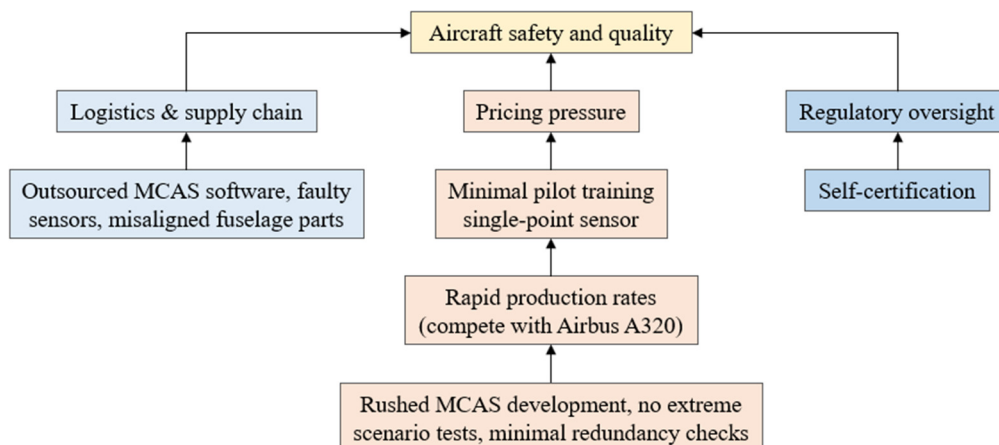 Aircraft safety and quality
Logistics & supply chain
Pricing pressure
Regulatory oversight
Outsourced MCAS software, faulty
sensors, misaligned fuselage parts
Minimal pilot training
single-point sensor
Self-certification
Rapid production rates
(compete with Airbus A320)
Rushed MCAS development, no extreme
scenario tests, minimal redundancy checks